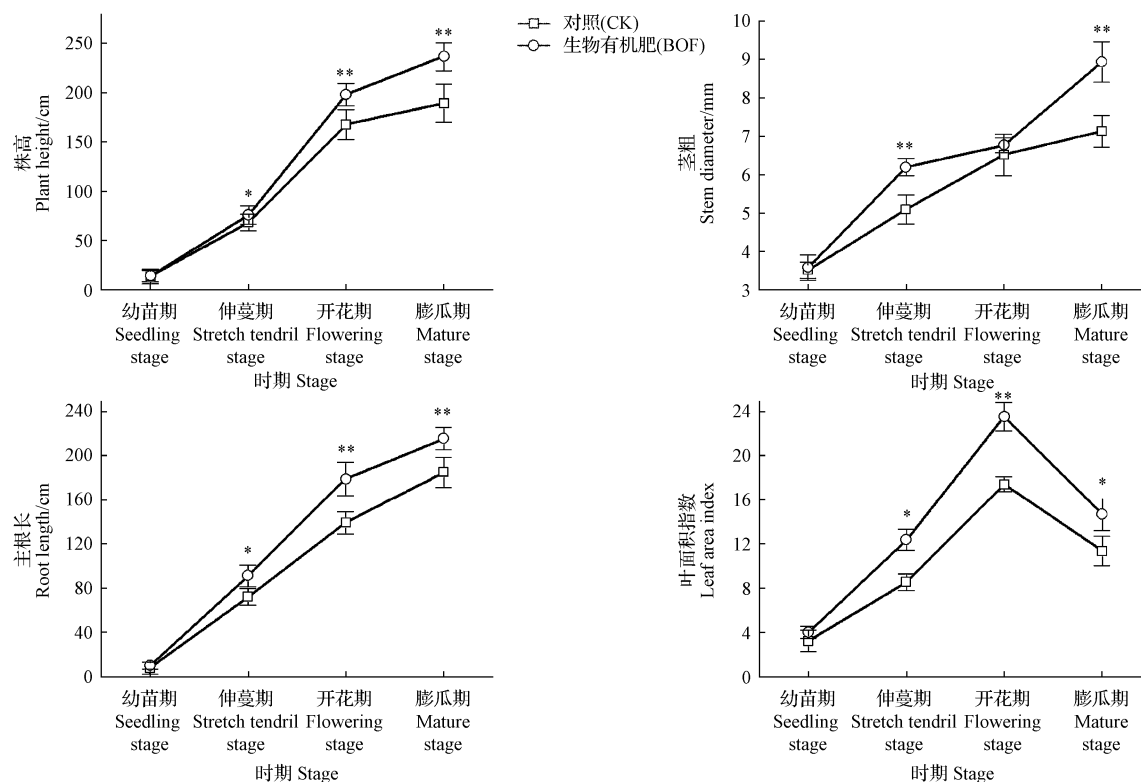 对照(CK)
生物有机肥(BOF)
株高
Plant height/cm
250
200
150
100
50
0
*
**
**
幼苗期 伸蔓期 开花期 膨瓜期
Seedling Stretch tendril Flowering Mature
stage stage stage stage
时期 Stage
茎粗
Stem diameter/mm
10
9
8
7
6
5
4
3
**
**
幼苗期 伸蔓期 开花期 膨瓜期
Seedling Stretch tendril Flowering Mature
stage stage stage stage
时期 Stage
主根长
Root length/cm
240
200
160
120
80
40
0
*
**
**
幼苗期 伸蔓期 开花期 膨瓜期
Seedling Stretch tendril Flowering Mature
stage stage stage stage
时期 Stage
叶面积指数
Leaf area index
24
20
16
12
8
4
0
*
**
*
幼苗期 伸蔓期 开花期 膨瓜期
Seedling Stretch tendril Flowering Mature
stage stage stage stage
时期 Stage